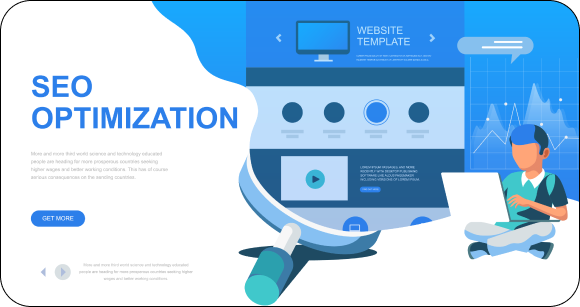 SEO
OPTIMIZATION
More and more third world science and technology educated
people are heading for more prosperous countries seeking
higher wages and better working conditions. This has of course
serious consequences on the sending countries.
GET MORE
More and more third world science and technology educated
people are heading for more prosperous countries seeking higher
wages and better working conditions.
WEBSITE
TEMPLATE